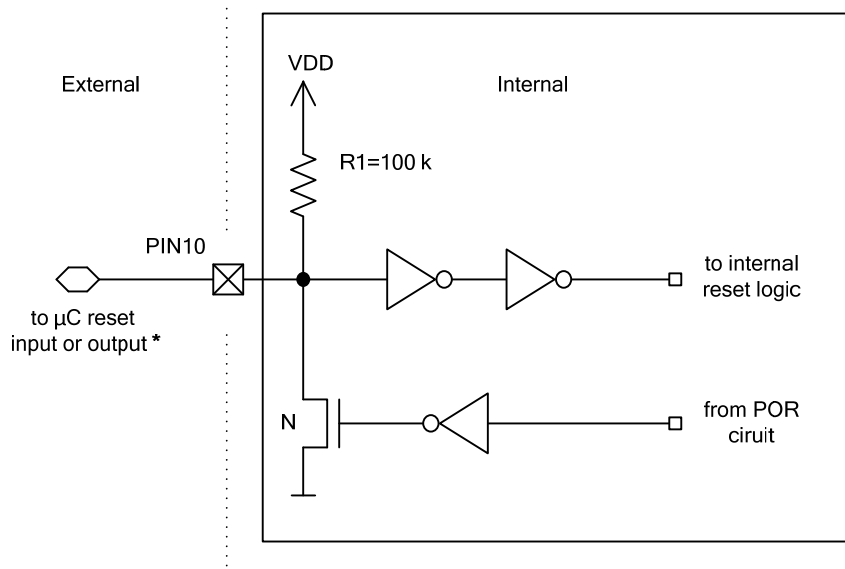 External
Internal
VDD
R1=100 k
PIN10
to µC reset
input or output *
to internal
reset logic
N
from POR
ciruit